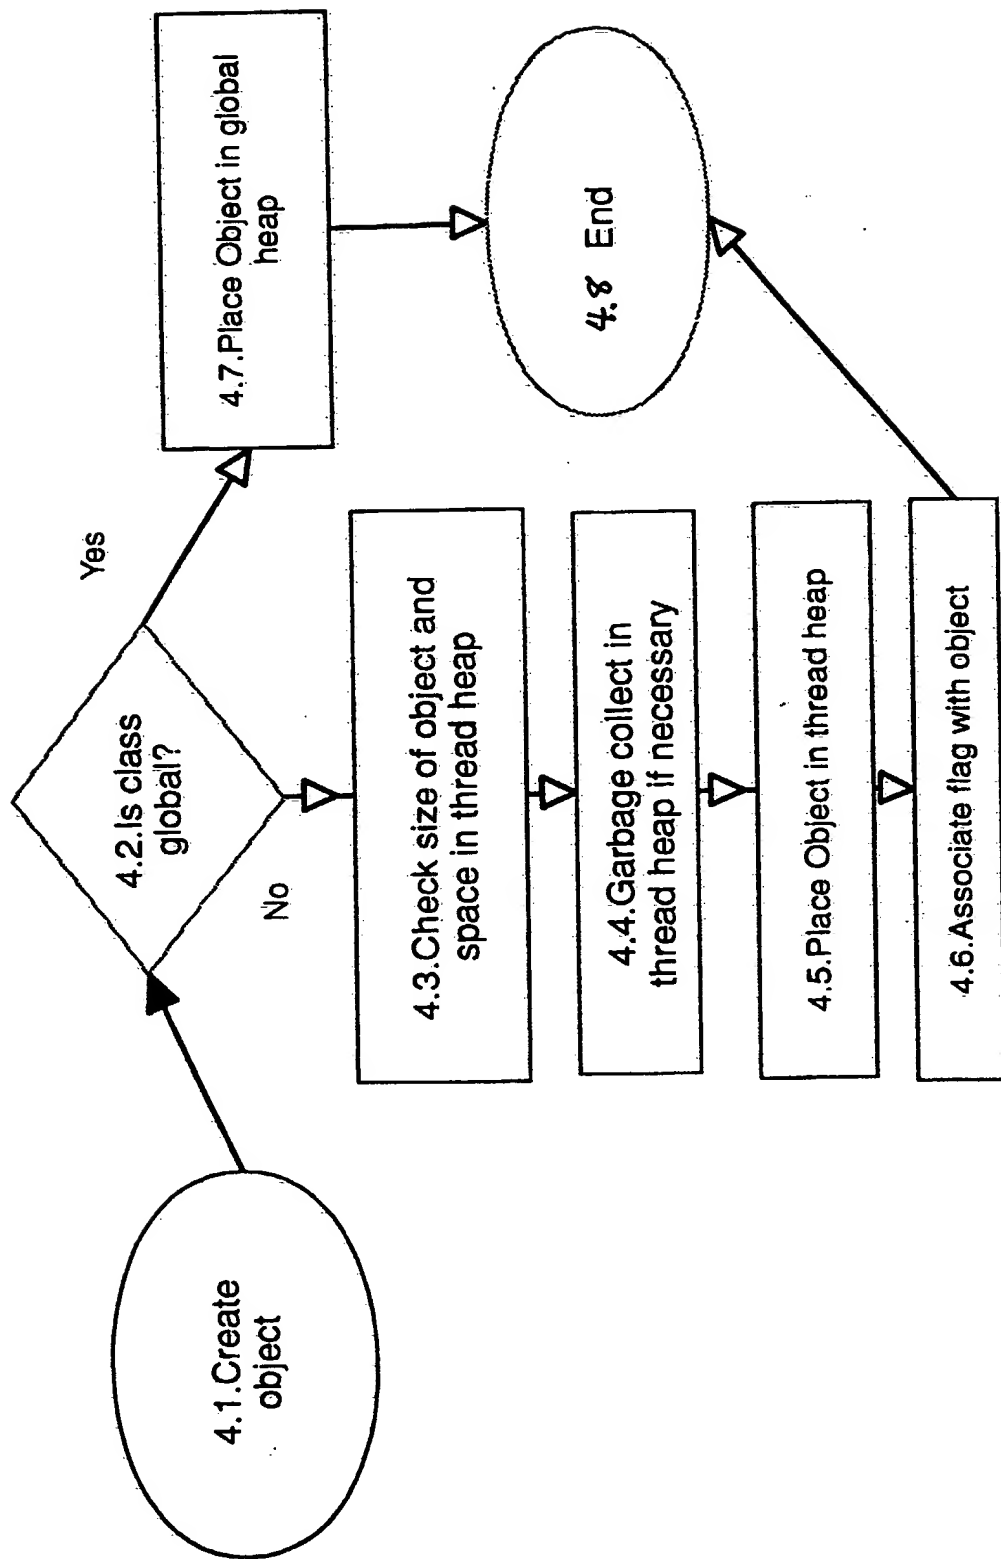 4.1.Create
object
4.2.Is class
global?
Yes
No
4.3.Check size of object and
space in thread heap
4.4.Garbage collect in
thread heap if necessary
4.5.Place Object in thread heap
4.6.Associate flag with object
4.7.Place Object in global
heap
4.8 End